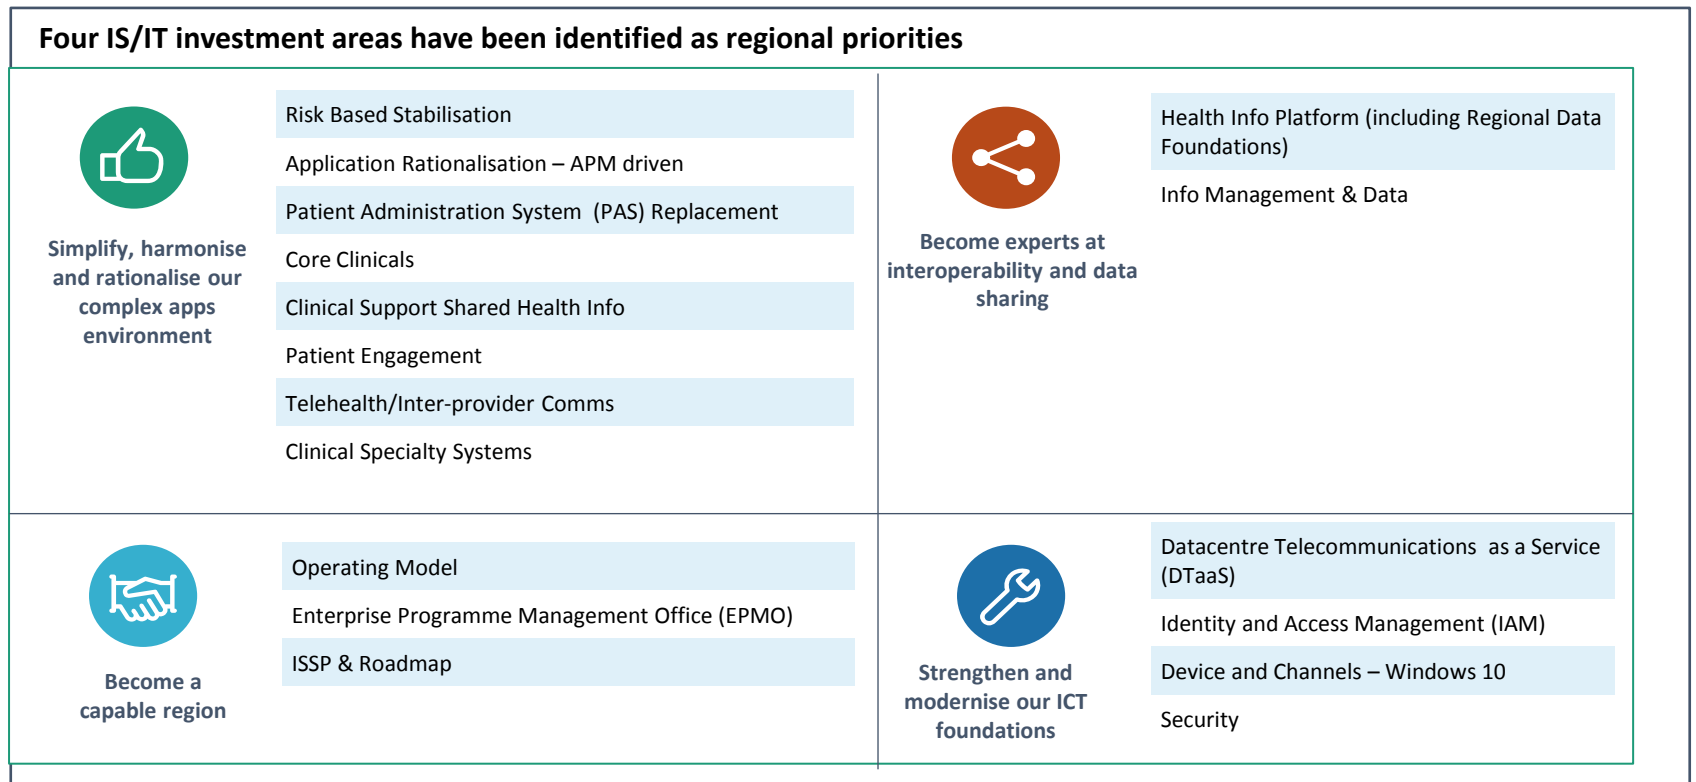 Four IS/IT investment areas have been identified as regional priorities
Simplify, harmonise
and rationalise our
complex apps
environment
Risk Based Stabilisation
Application Rationalisation – APM driven
Patient Administration System (PAS) Replacement
Core Clinicals
Clinical Support Shared Health Info
Patient Engagement
Telehealth/Inter-provider Comms
Clinical Specialty Systems
Become experts at
interoperability and data
sharing
Health Info Platform (including Regional Data
Foundations)
Info Management & Data
Become a
capable region
Operating Model
Enterprise Programme Management Office (EPMO)
ISSP & Roadmap
Strengthen and
modernise our ICT
foundations
Datacentre Telecommunications as a Service
(DTaaS)
Identity and Access Management (IAM)
Device and Channels – Windows 10
Security